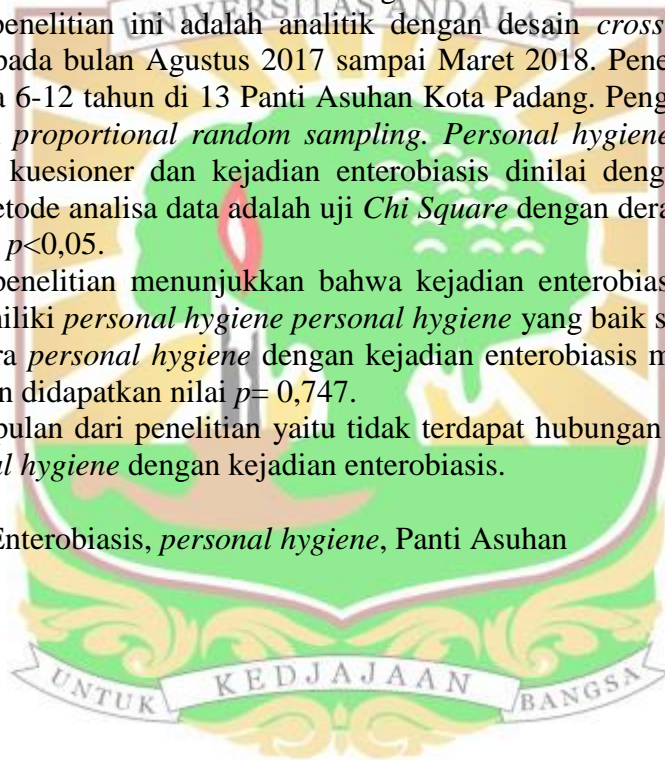 UNIVERSITAS ANDALAS
penelitian ini adalah analitik dengan desain cross
pada bulan Agustus 2017 sampai Maret 2018. Pene
a 6-12 tahun di 13 Panti Asuhan Kota Padang. Peng
proportional random sampling. Personal hygiene
kuesioner dan kejadian enterobiasis dinilai deng
etode analisa data adalah uji Chi Square dengan dera
p<0,05.
penelitian menunjukkan bahwa kejadian enterobias
niliki personal hygiene personal hygiene yang baik s
ra personal hygiene dengan kejadian enterobiasis m
n didapatkan nilai p= 0,747.
pulan dari penelitian yaitu tidak terdapat hubungan
al hygiene dengan kejadian enterobiasis.
Enterobiasis, personal hygiene, Panti Asuhan
UNTUK KEDJAJAAN BANGSA